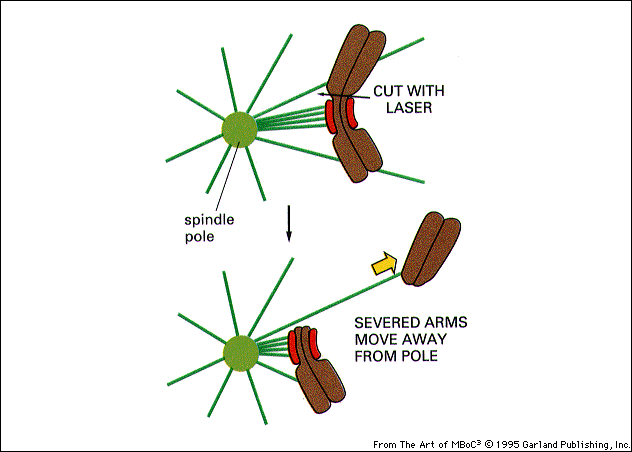 CUT WITH
LASER
spindle
pole
SEVERED ARMS
MOVE AWAY
FROM POLE
From The Art of MBoC³ © 1995 Garland Publishing, Inc.